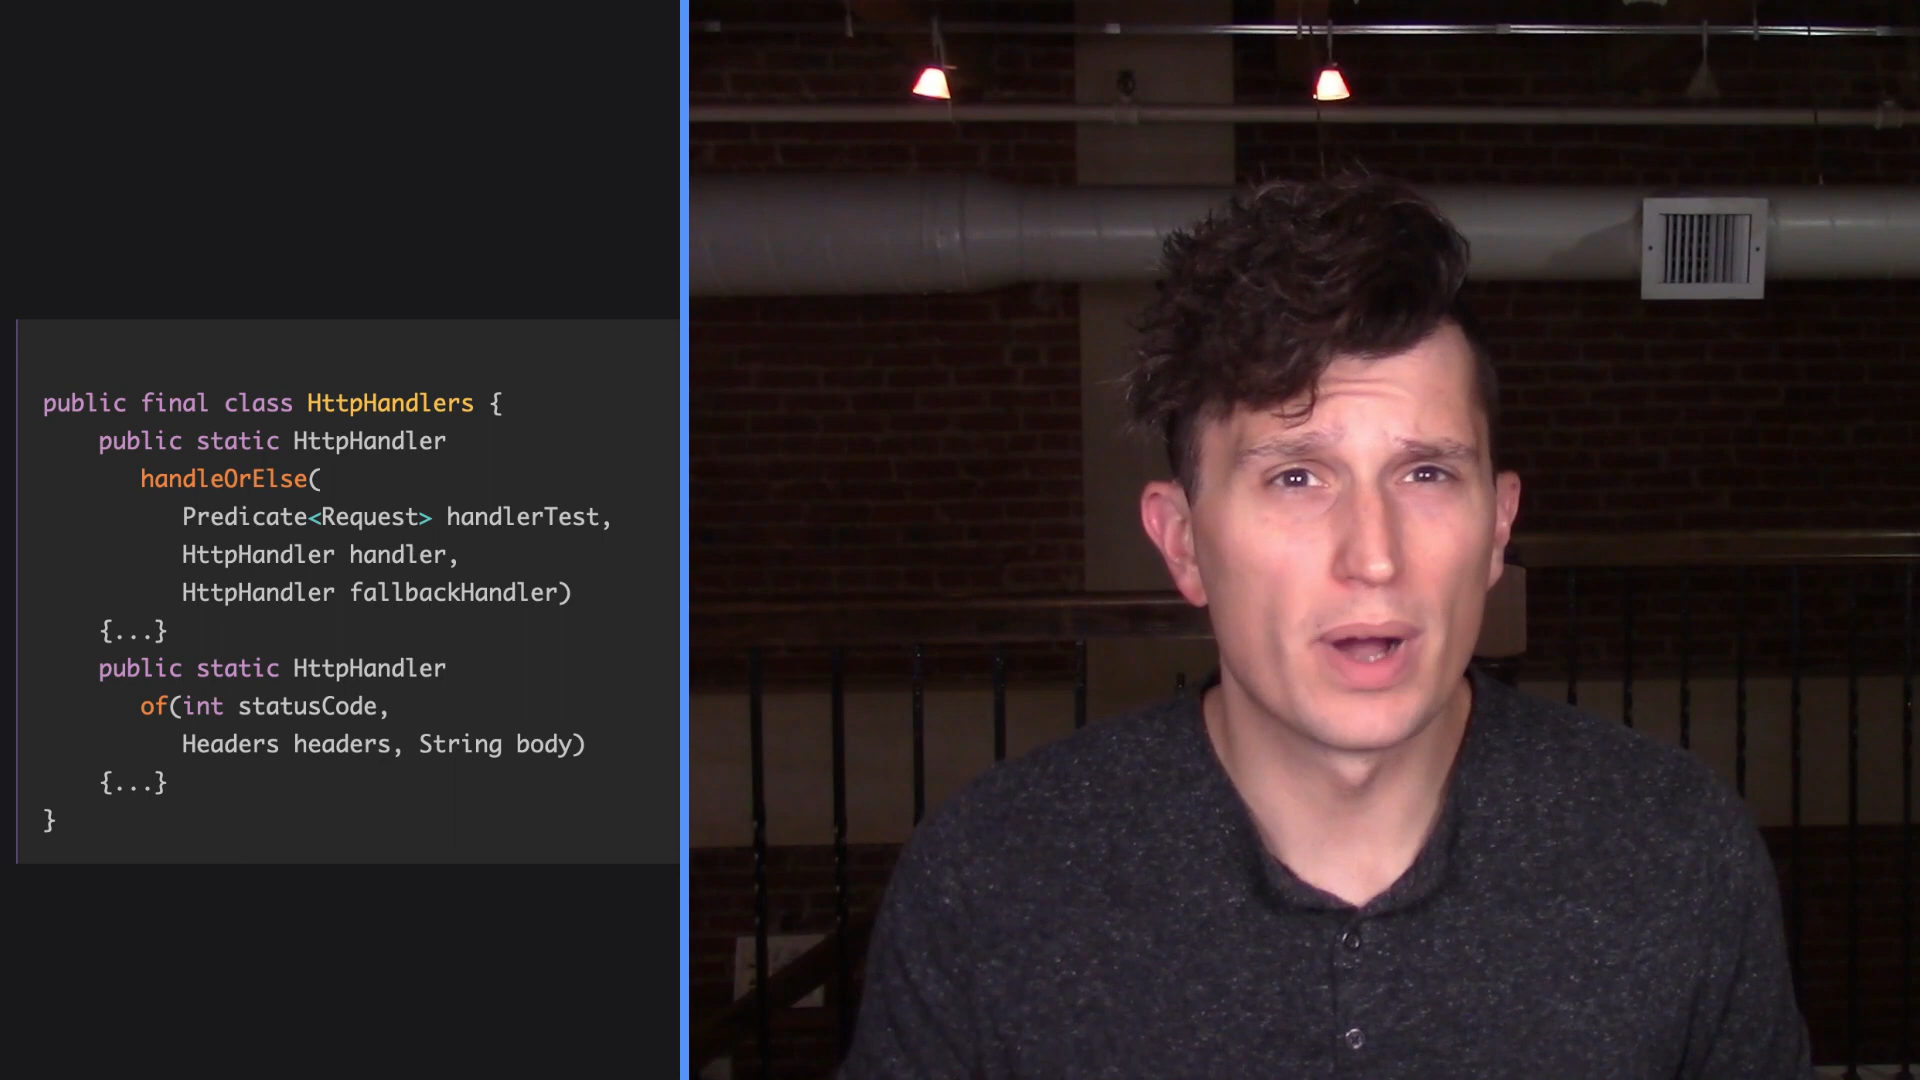 public final class HttpHandlers {
    public static HttpHandler
       handleOrElse(
          Predicate<Request> handlerTest,
          HttpHandler handler,
          HttpHandler fallbackHandler)
    {...}
    public static HttpHandler
       of(int statusCode,
          Headers headers, String body)
    {...}
}